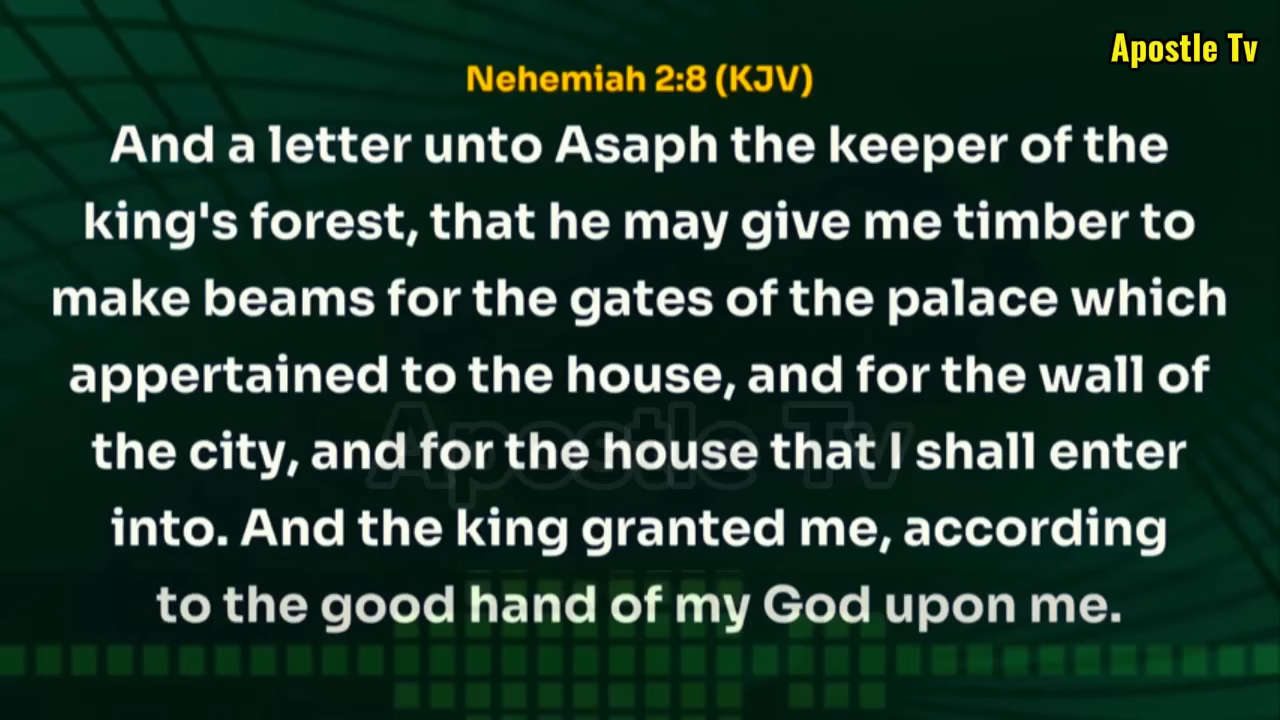 Apostle Tv
Nehemiah 2:8 (KJV)
And a letter unto Asaph the keeper of the
king's forest, that he may give me timber to
make beams for the gates of the palace which
appertained to the house, and for the wall of
the city, and for the house that I shall enter
into. And the king granted me, according
to the good hand of my God upon me.
Apostle Tv